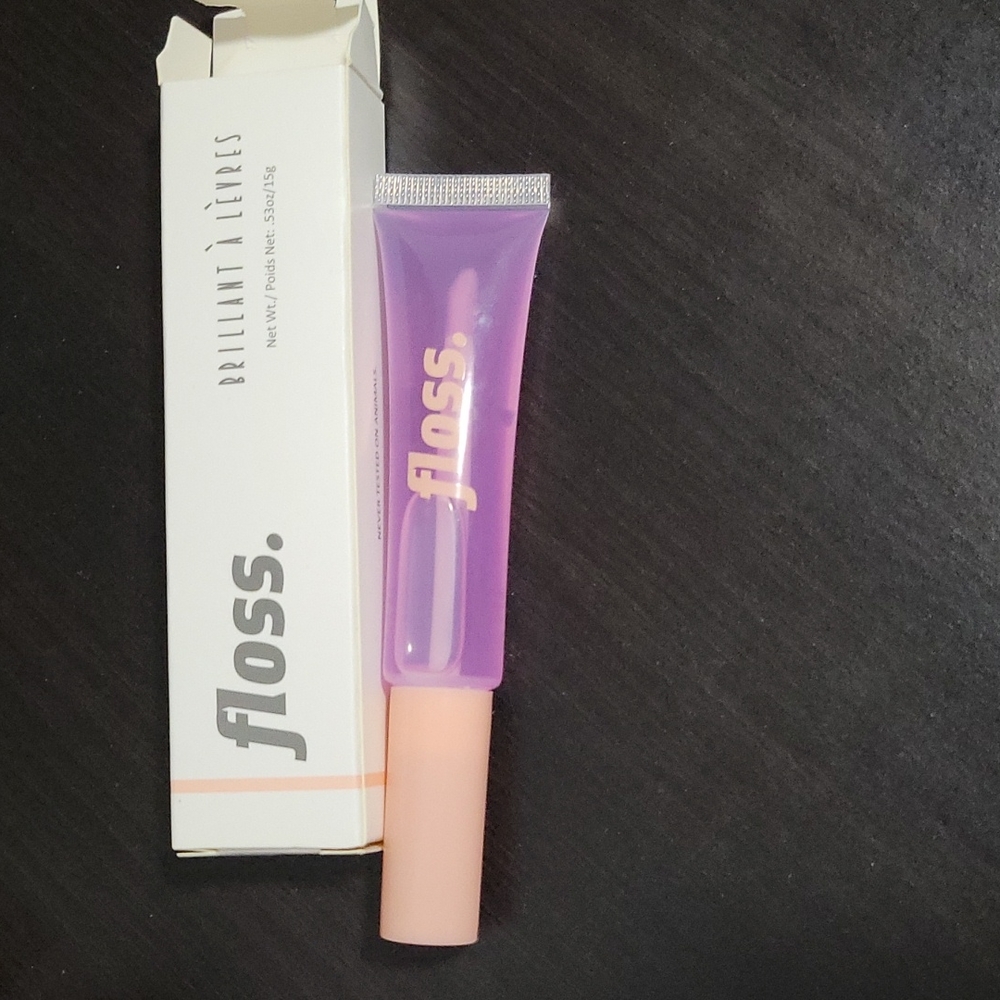 BRILLANT À LÈVRES
Net Wt./ Poids Net: .53oz/15g
floss.
NEVER TESTED ON ANIMALS
floss.